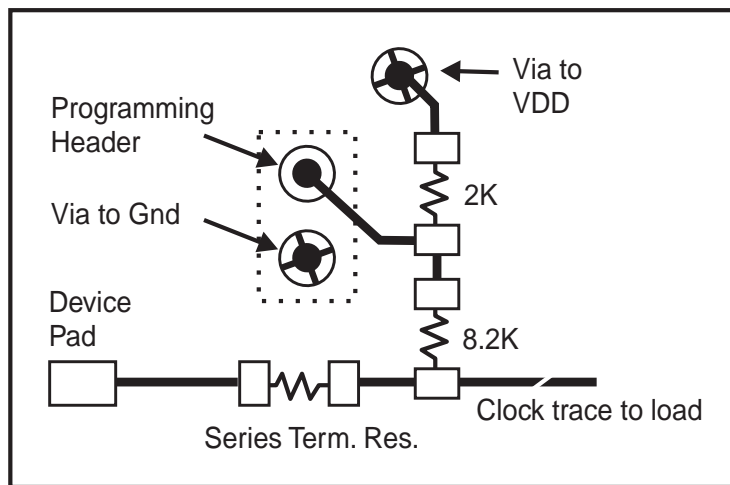 Via to
VDD
Programming
Header
2K
Via to Gnd
Device
Pad
8.2K
Clock trace to load
Series Term. Res.